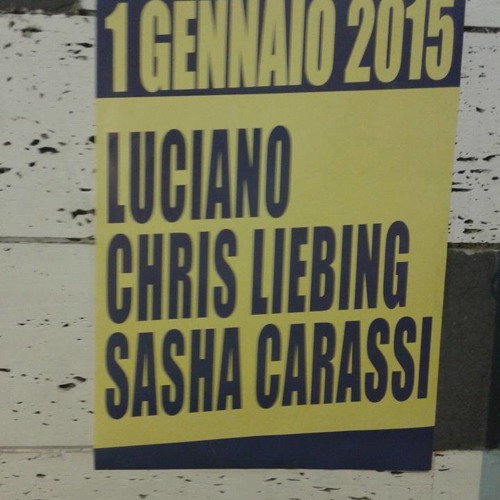 1 GENNAIO 2015
LUCIANO
CHRIS LIEBING
SASHA CARASSI